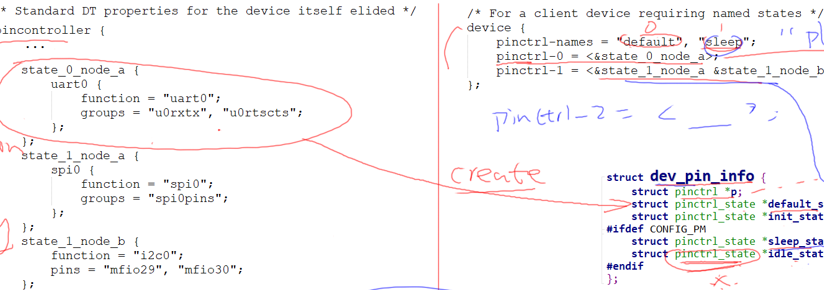 * Standard DT properties for the device itself elided */
pincontroller {
...
state_0_node_a {
uart0 {
function = "uart0";
groups = "u0rxtx", "u0rtscts";
};
};
state_1_node_a {
spi0 {
function = "spi0";
groups = "spi0pins";
};
};
state_1_node_b {
function = "i2c0";
pins = "mfio29", "mfio30";
};
/* For a client device requiring named states */
device {
0 1
pinctrl-names = "default", "sleep";
pinctrl-0 = <&state_0_node_a>;
pinctrl-1 = <&state_1_node_a &state_1_node_b
};
pinctrl-2 = < >;
create
struct dev_pin_info {
struct pinctrl *p;
struct pinctrl_state *default_s
struct pinctrl_state *init_stat
#ifdef CONFIG_PM
struct pinctrl_state *sleep_sta
struct pinctrl_state *idle_stat
#endif
};